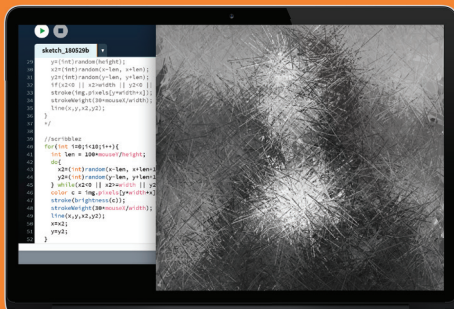 sketch_180529b
29 y=(int)random(height);
30 x2=(int)random(x-len, x+len);
31 y2=(int)random(y-len, y+len);
32 if(x2<0 || x2>=width || y2<0 ||
33 stroke(img.pixels[y*width+x]);
34 strokeWeight(30*mouseX/width);
35 line(x,y,x2,y2);
36 }
37 */
38
39 //scribblez
40 for(int i=0;i<10;i++){
41 int len = 100*mouseY/height;
42 do{
43 x2=(int)random(x-len, x+len+1
44 y2=(int)random(y-len, y+len+1
45 } while(x2<0 || x2>=width || y2
46 color c = img.pixels[y*width+x]
47 stroke(brightness(c));
48 strokeWeight(30*mouseX/width);
49 line(x,y,x2,y2);
50 x=x2;
51 y=y2;
52 }